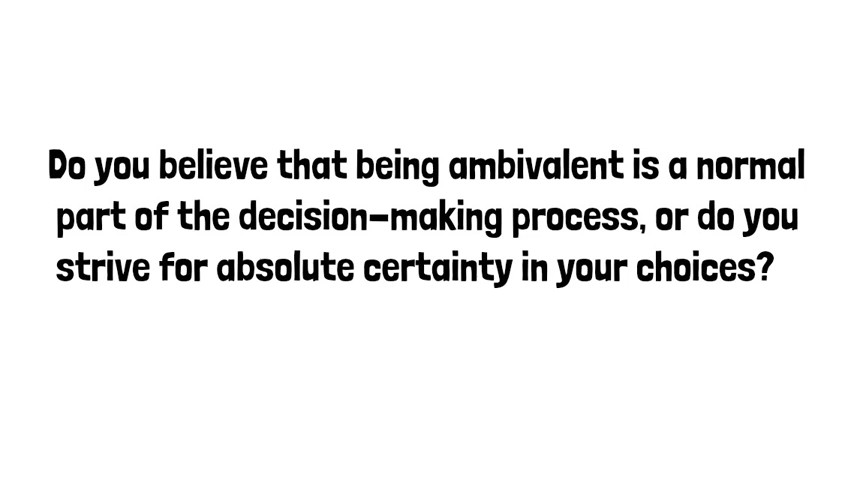 Do you believe that being ambivalent is a normal
part of the decision-making process, or do you
strive for absolute certainty in your choices?